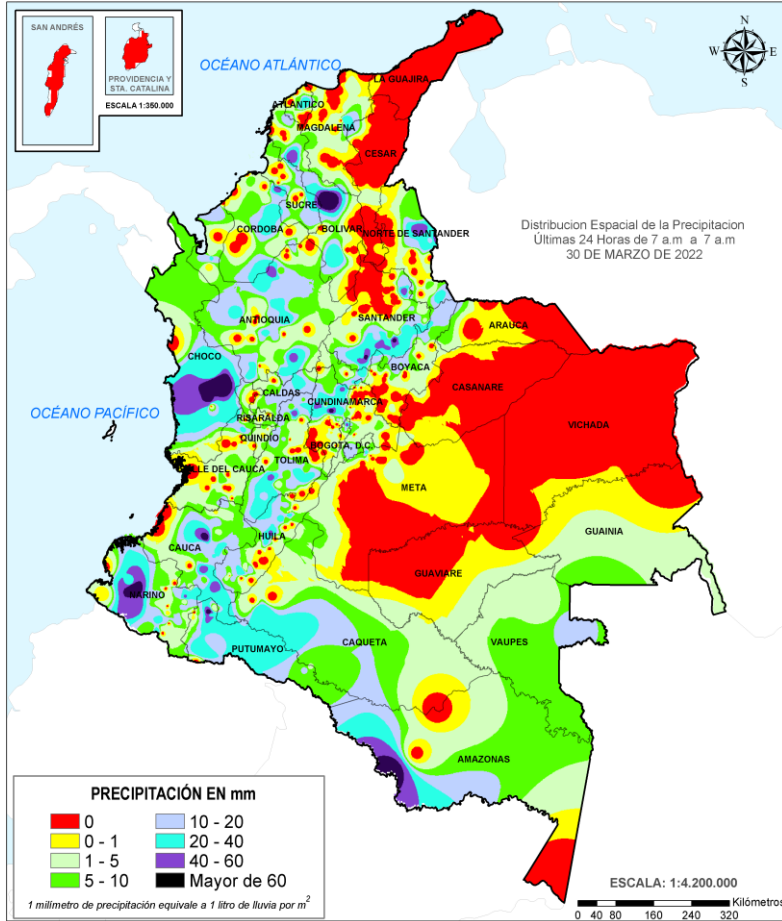 SAN ANDRÉS
PROVIDENCIA Y
STA. CATALINA
ESCALA 1:350.000
OCÉANO ATLÁNTICO
N
W
E
S
LA GUAJIRA
ATLANTICO
MAGDALENA
CESAR
SUCRE
CORDOBA
BOLIVAR
NORTE DE SANTANDER
Distribucion Espacial de la Precipitacion
Últimas 24 Horas de 7 a.m a 7 a.m
30 DE MARZO DE 2022
ANTIOQUIA
SANTANDER
ARAUCA
CHOCO
BOYACA
CASANARE
CALDAS
CUNDINAMARCA
OCÉANO PACÍFICO
RISARALDA
VICHADA
QUINDIO
BOGOTA, D.C.
TOLIMA
VALLE DEL CAUCA
META
GUAINIA
HUILA
CAUCA
GUAVIARE
NARIÑO
CAQUETA
VAUPES
PUTUMAYO
AMAZONAS
PRECIPITACIÓN EN mm
0
0 - 1
1 - 5
5 - 10
10 - 20
20 - 40
40 - 60
Mayor de 60
1 milímetro de precipitación equivale a 1 litro de lluvia por m²
ESCALA: 1:4.200.000
Kilómetros
0 40 80 160 240 320